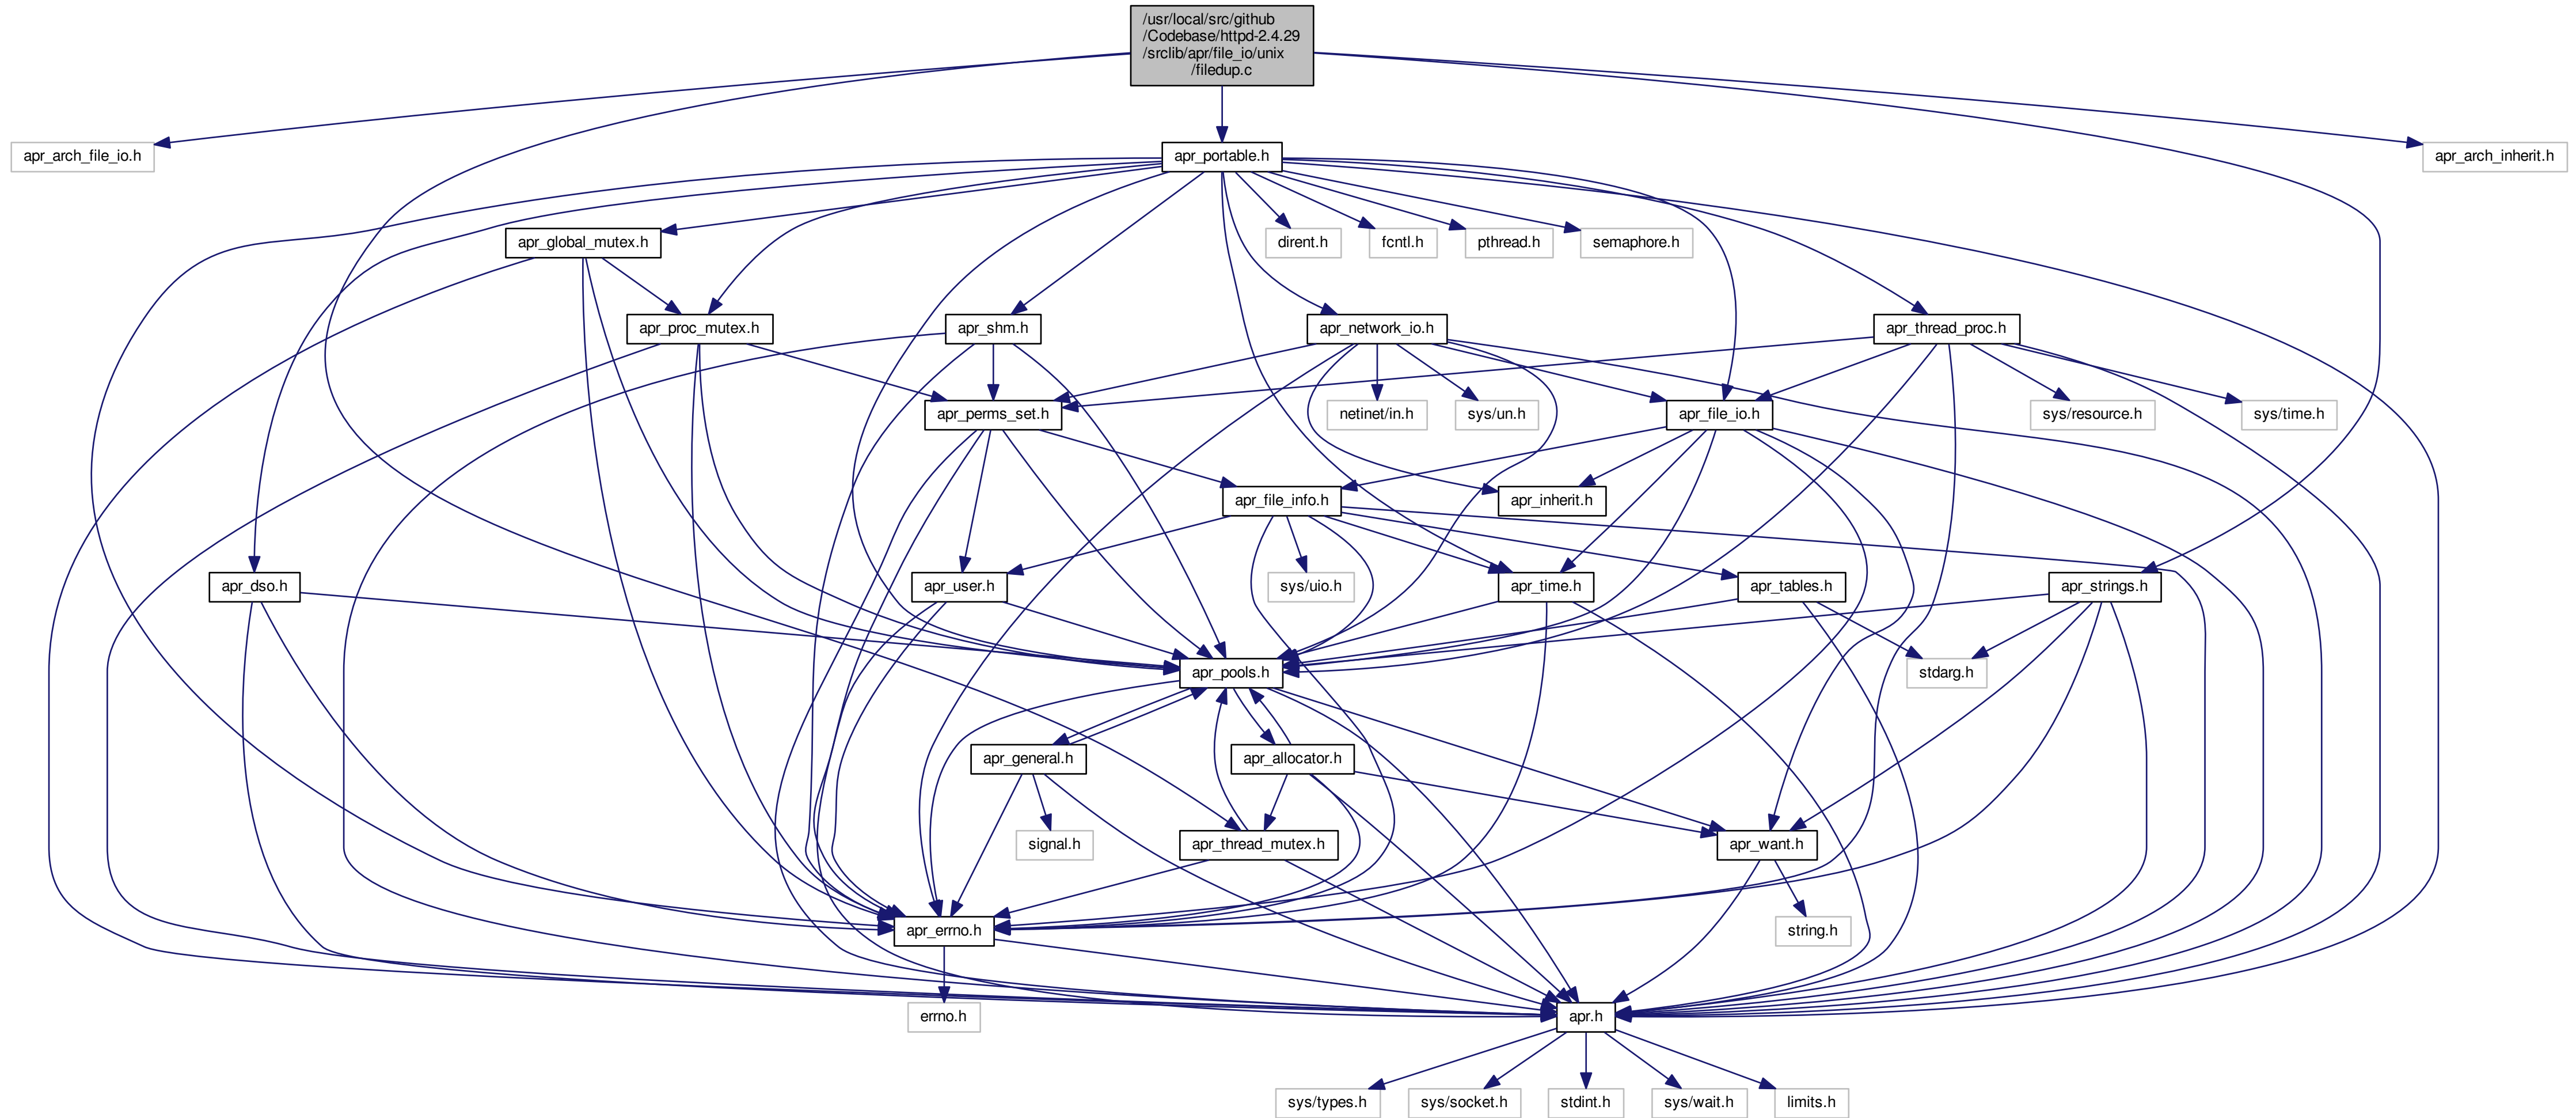 /usr/local/src/github
/Codebase/httpd-2.4.29
/srclib/apr/file_io/unix
/filedup.c
apr_arch_file_io.h
apr_portable.h
apr_arch_inherit.h
apr_global_mutex.h
dirent.h
fcntl.h
pthread.h
semaphore.h
apr_proc_mutex.h
apr_shm.h
apr_network_io.h
apr_thread_proc.h
apr_perms_set.h
netinet/in.h
sys/un.h
apr_file_io.h
sys/resource.h
sys/time.h
apr_file_info.h
apr_inherit.h
apr_dso.h
apr_user.h
sys/uio.h
apr_time.h
apr_tables.h
apr_strings.h
apr_pools.h
stdarg.h
apr_general.h
apr_allocator.h
signal.h
apr_thread_mutex.h
apr_want.h
apr_errno.h
string.h
errno.h
apr.h
sys/types.h
sys/socket.h
stdint.h
sys/wait.h
limits.h